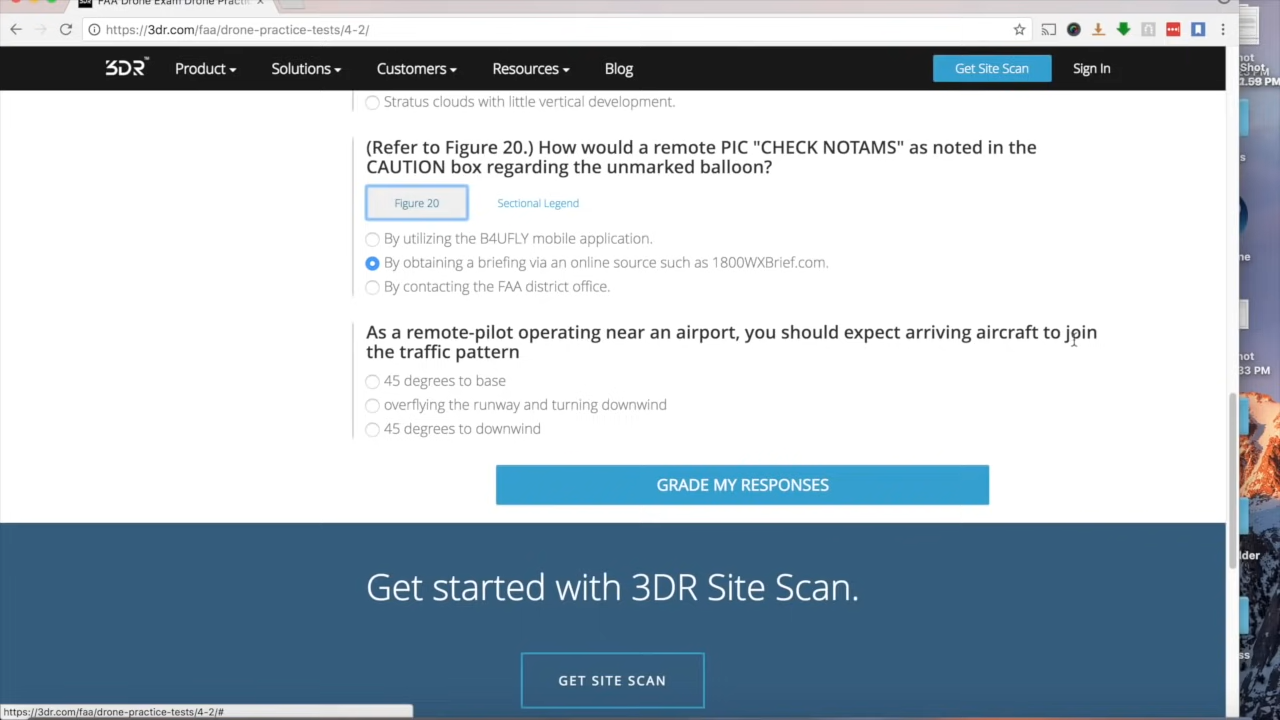 FAA Drone Exam Drone Practic
https://3dr.com/faa/drone-practice-tests/4-2/
3DR Product Solutions Customers Resources Blog Get Site Scan Sign In
Stratus clouds with little vertical development.
(Refer to Figure 20.) How would a remote PIC "CHECK NOTAMS" as noted in the
CAUTION box regarding the unmarked balloon?
Figure 20 Sectional Legend
By utilizing the B4UFLY mobile application.
By obtaining a briefing via an online source such as 1800WXBrief.com.
By contacting the FAA district office.
As a remote-pilot operating near an airport, you should expect arriving aircraft to join
the traffic pattern
45 degrees to base
overflying the runway and turning downwind
45 degrees to downwind
GRADE MY RESPONSES
Get started with 3DR Site Scan.
GET SITE SCAN
https://3dr.com/faa/drone-practice-tests/4-2/#